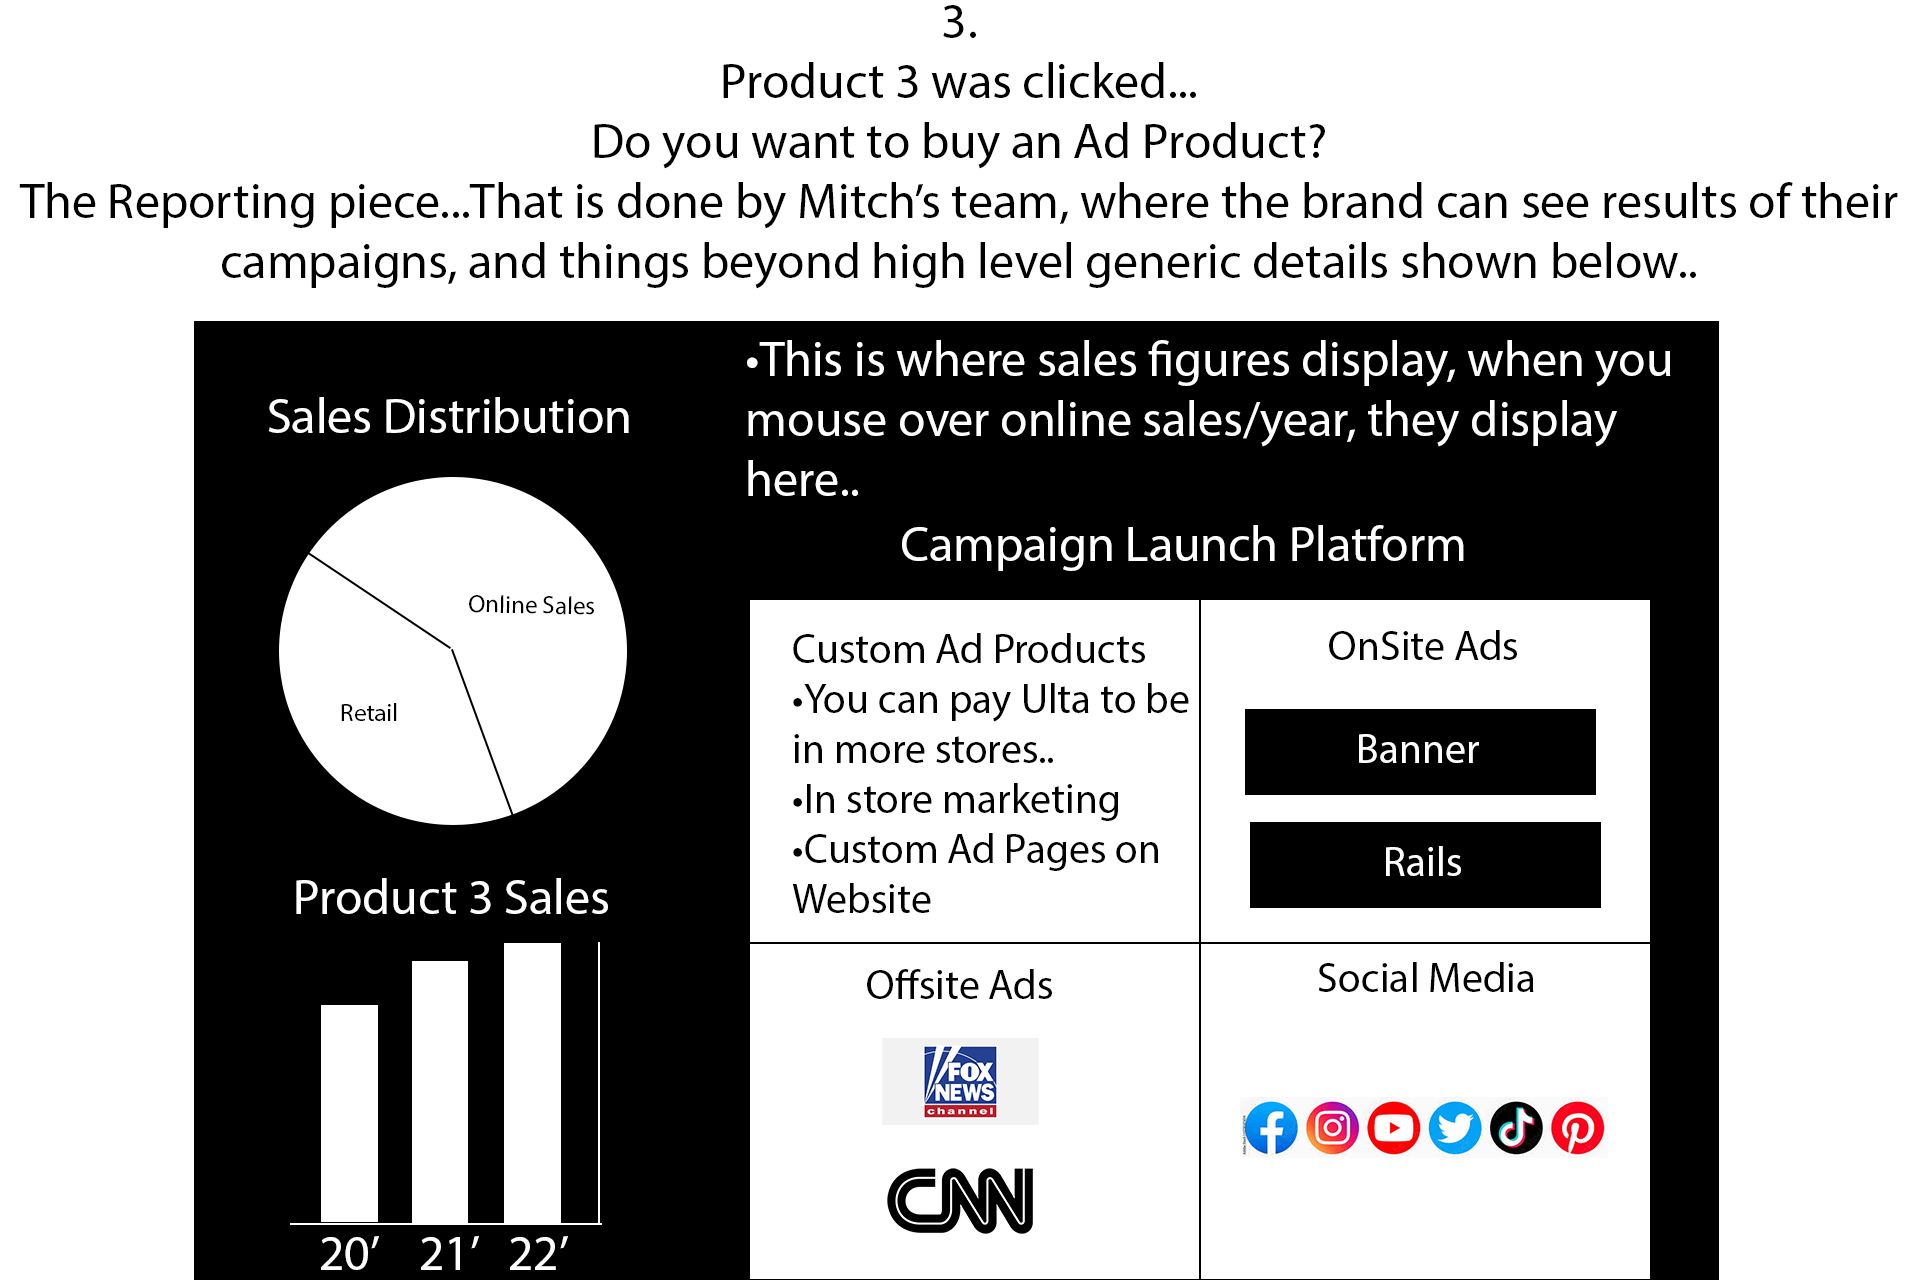 3.
Product 3 was clicked...
Do you want to buy an Ad Product?
The Reporting piece...That is done by Mitch’s team, where the brand can see results of their
campaigns, and things beyond high level generic details shown below..
Sales Distribution
Online Sales
Retail
Product 3 Sales
20’ 21’ 22’
•This is where sales figures display, when you
mouse over online sales/year, they display
here..
Campaign Launch Platform
Custom Ad Products
•You can pay Ulta to be
in more stores..
•In store marketing
•Custom Ad Pages on
Website
OnSite Ads
Banner
Rails
Offsite Ads
FOX
NEWS
channel
CNN
Social Media